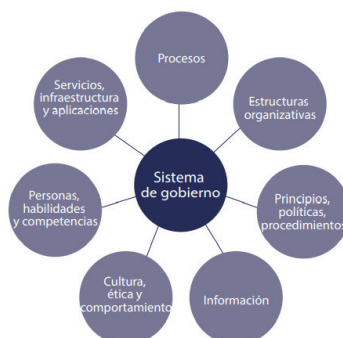 Procesos
Estructuras
organizativas
Principios,
políticas,
procedimientos
Información
Cultura,
ética y
comportamiento
Personas,
habilidades
y competencias
Servicios,
infraestructura
y aplicaciones
Sistema
de gobierno